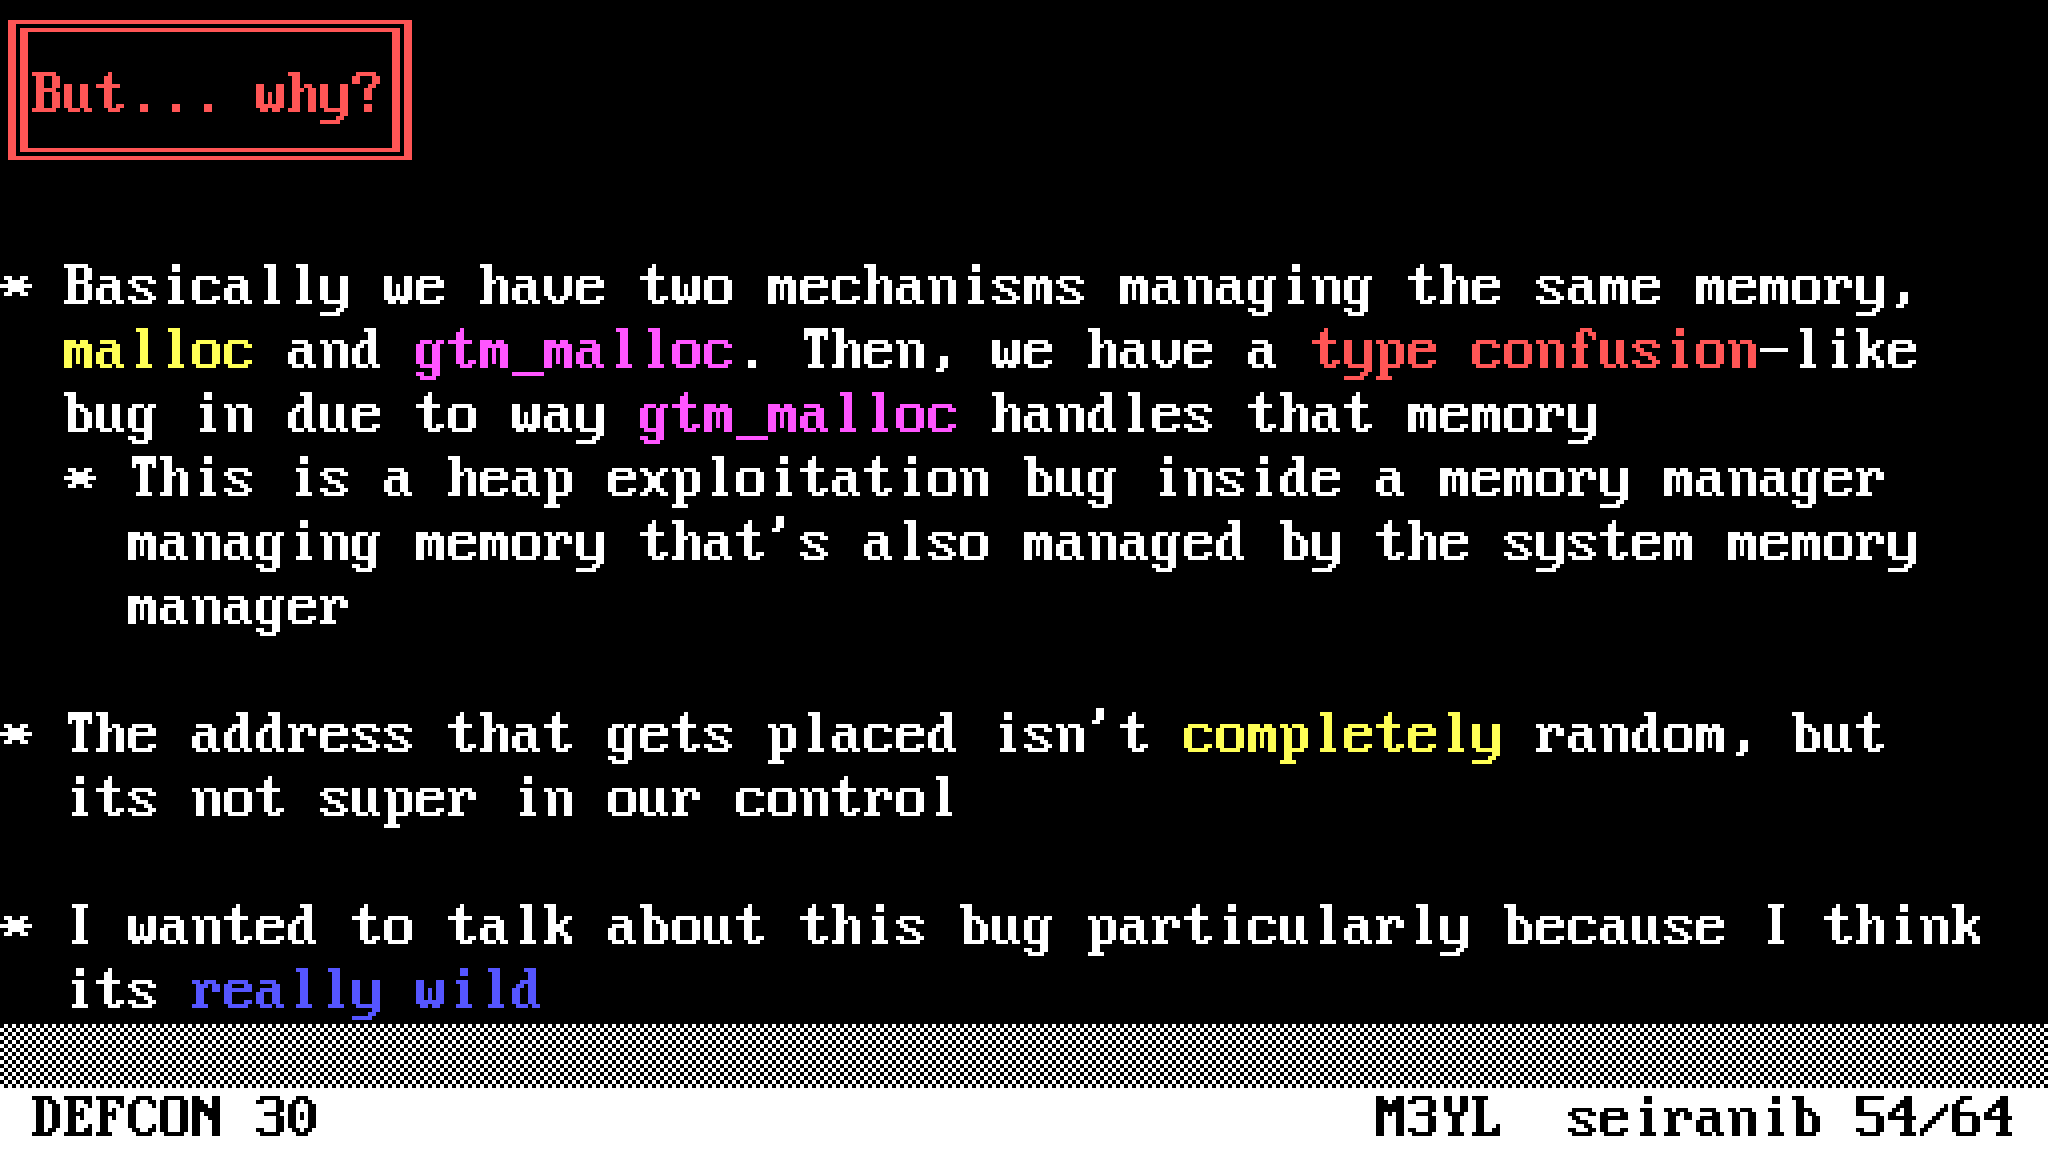 But... why?
* Basically we have two mechanisms managing the same memory,
malloc and gtm_malloc. Then, we have a type confusion-like
bug in due to way gtm_malloc handles that memory
* This is a heap exploitation bug inside a memory manager
managing memory that's also managed by the system memory
manager
* The address that gets placed isn't completely random, but
its not super in our control
* I wanted to talk about this bug particularly because I think
its really wild
DEFCON 30 M3YL seiranib 54/64